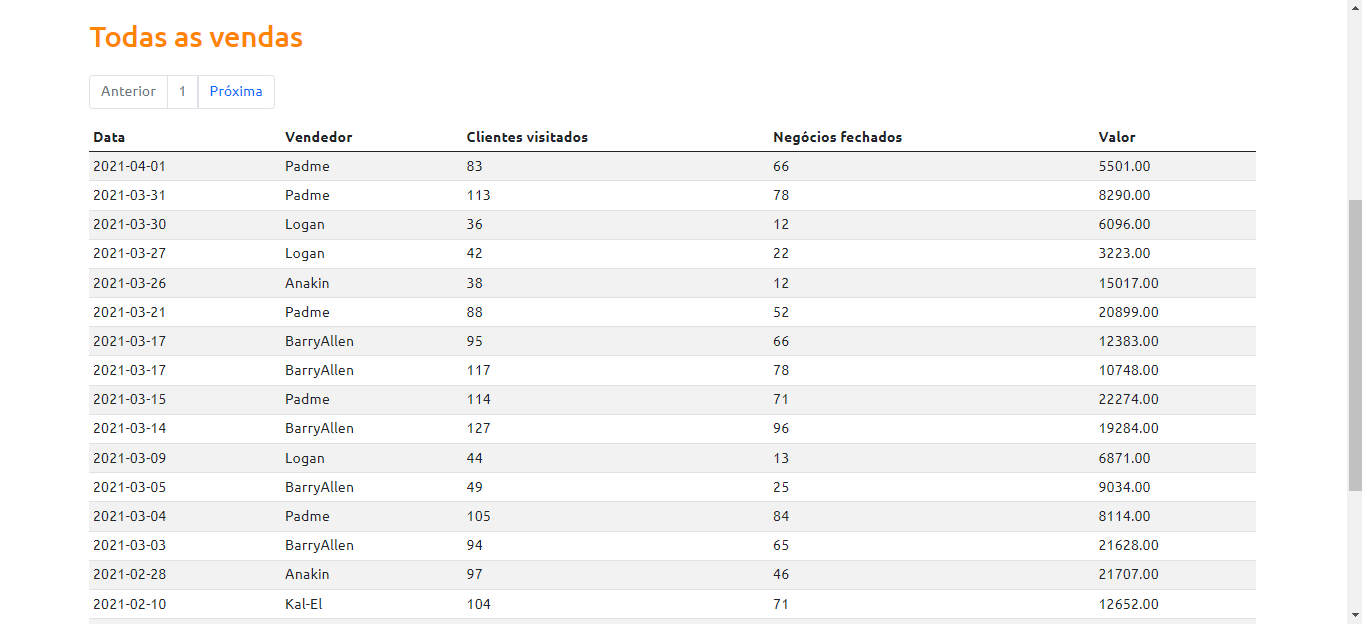 Todas as vendas
Anterior 1 Próxima
Data Vendedor Clientes visitados Negócios fechados Valor
2021-04-01 Padme 83 66 5501.00
2021-03-31 Padme 113 78 8290.00
2021-03-30 Logan 36 12 6096.00
2021-03-27 Logan 42 22 3223.00
2021-03-26 Anakin 38 12 15017.00
2021-03-21 Padme 88 52 20899.00
2021-03-17 BarryAllen 95 66 12383.00
2021-03-17 BarryAllen 117 78 10748.00
2021-03-15 Padme 114 71 22274.00
2021-03-14 BarryAllen 127 96 19284.00
2021-03-09 Logan 44 13 6871.00
2021-03-05 BarryAllen 49 25 9034.00
2021-03-04 Padme 105 84 8114.00
2021-03-03 BarryAllen 94 65 21628.00
2021-02-28 Anakin 97 46 21707.00
2021-02-10 Kal-El 104 71 12652.00